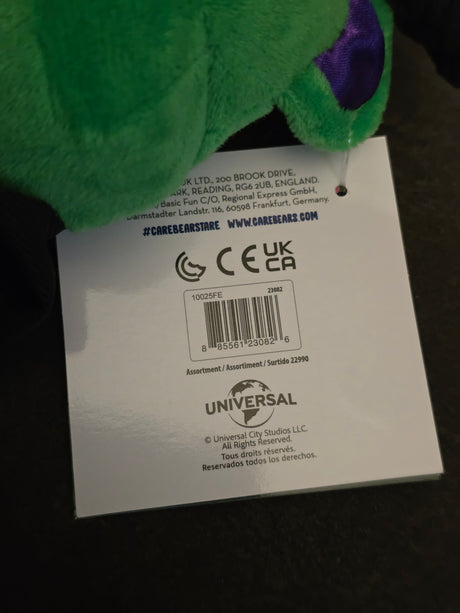 UK LTD., 200 BROOK DRIVE,
ARK, READING, RG6 2UB, ENGLAND.
Basic Fun C/O, Regional Express GmbH,
Darmstadter Landstr. 116, 60598 Frankfurt, Germany.
#CAREBEARSTARE WWW.CAREBEARS.COM
CE UK
CA
10025FE 23082
8 85561 23082 6
Assortment / Assortiment / Surtido 22990
UNIVERSAL
© Universal City Studios LLC.
All Rights Reserved.
Tous droits réservés.
Reservados todos los derechos.